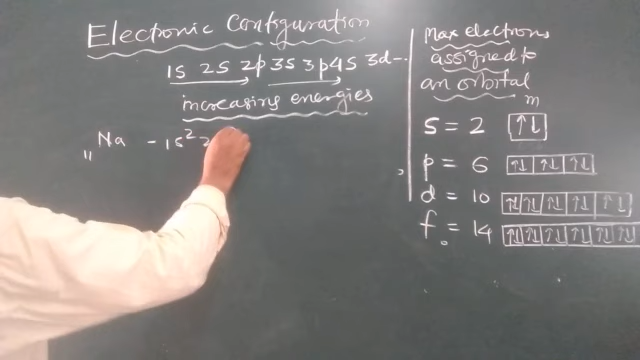 Electronic Configuration
1s 2s 2p 3s 3p 4s 3d --
increasing energies
11 Na - 1s² 2
Max electrons
assigned to
an orbital
m
s = 2 ↑↓
p = 6 ↑↓ ↑↓ ↑↓
d = 10 ↑↓ ↑↓ ↑↓ ↑↓ ↑↓
f = 14 ↑↓ ↑↓ ↑↓ ↑↓ ↑↓ ↑↓